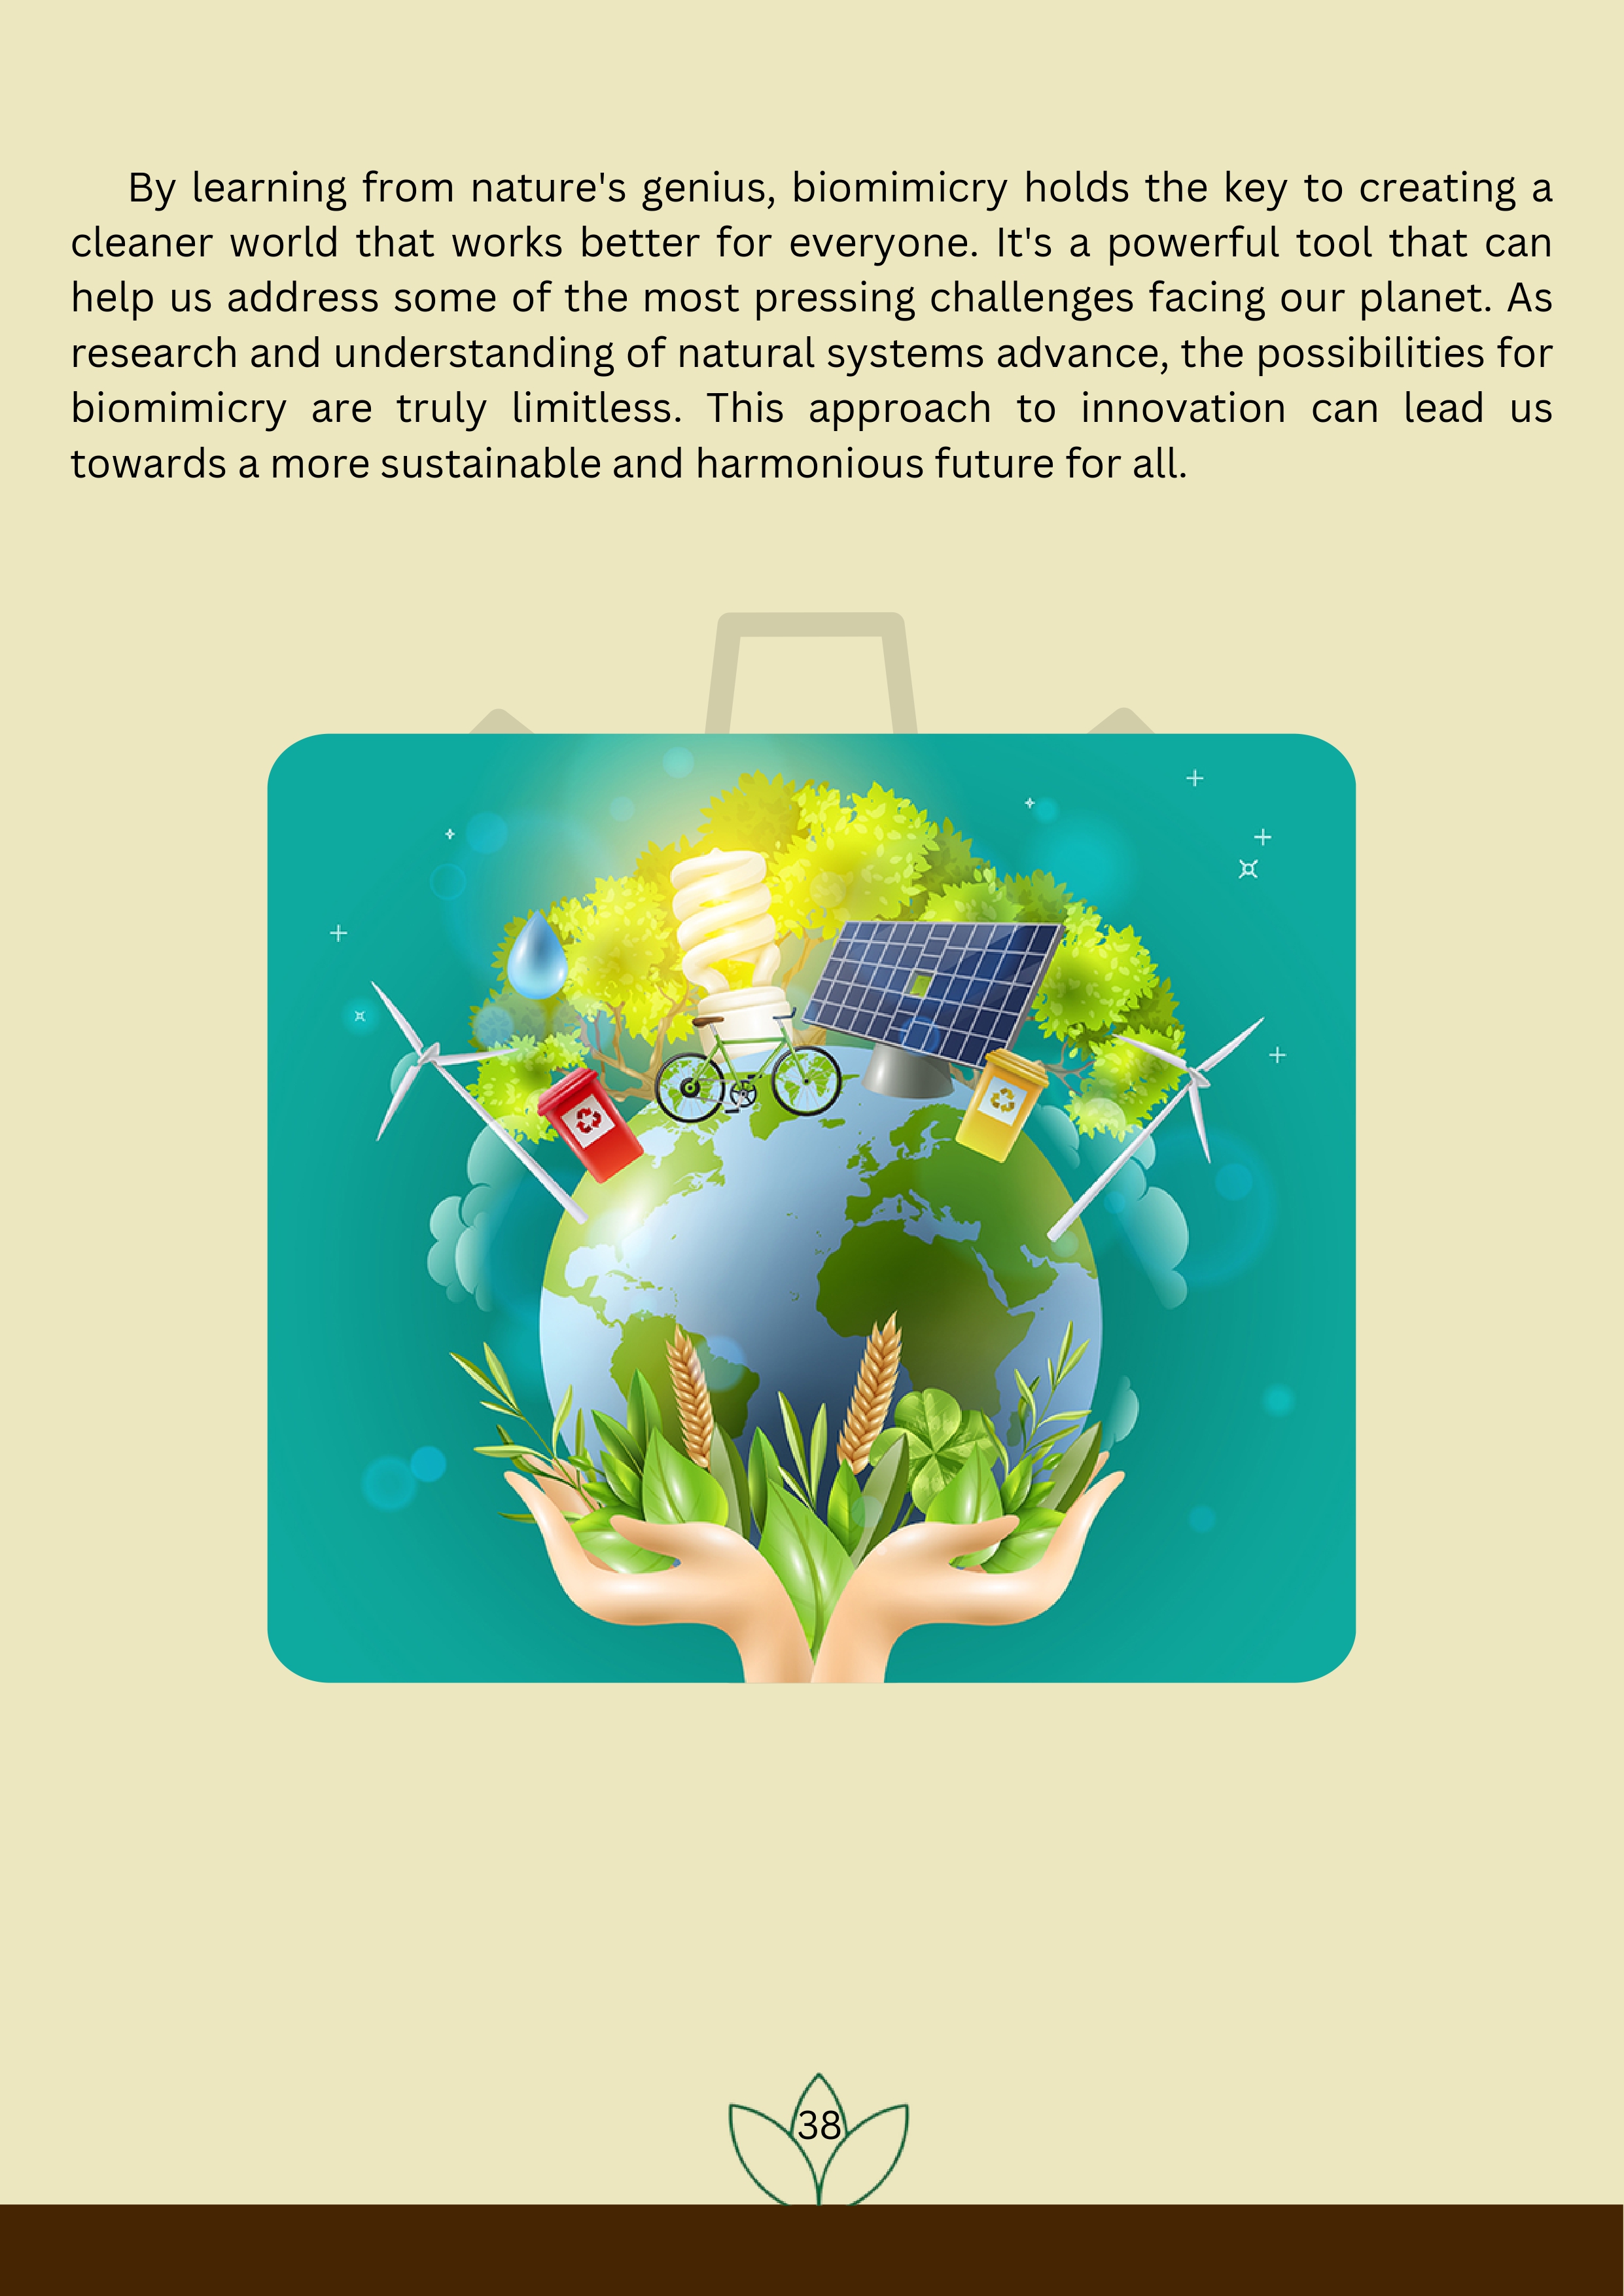 By learning from nature's genius, biomimicry holds the key to creating a
cleaner world that works better for everyone. It's a powerful tool that can
help us address some of the most pressing challenges facing our planet. As
research and understanding of natural systems advance, the possibilities for
biomimicry are truly limitless. This approach to innovation can lead us
towards a more sustainable and harmonious future for all.
38